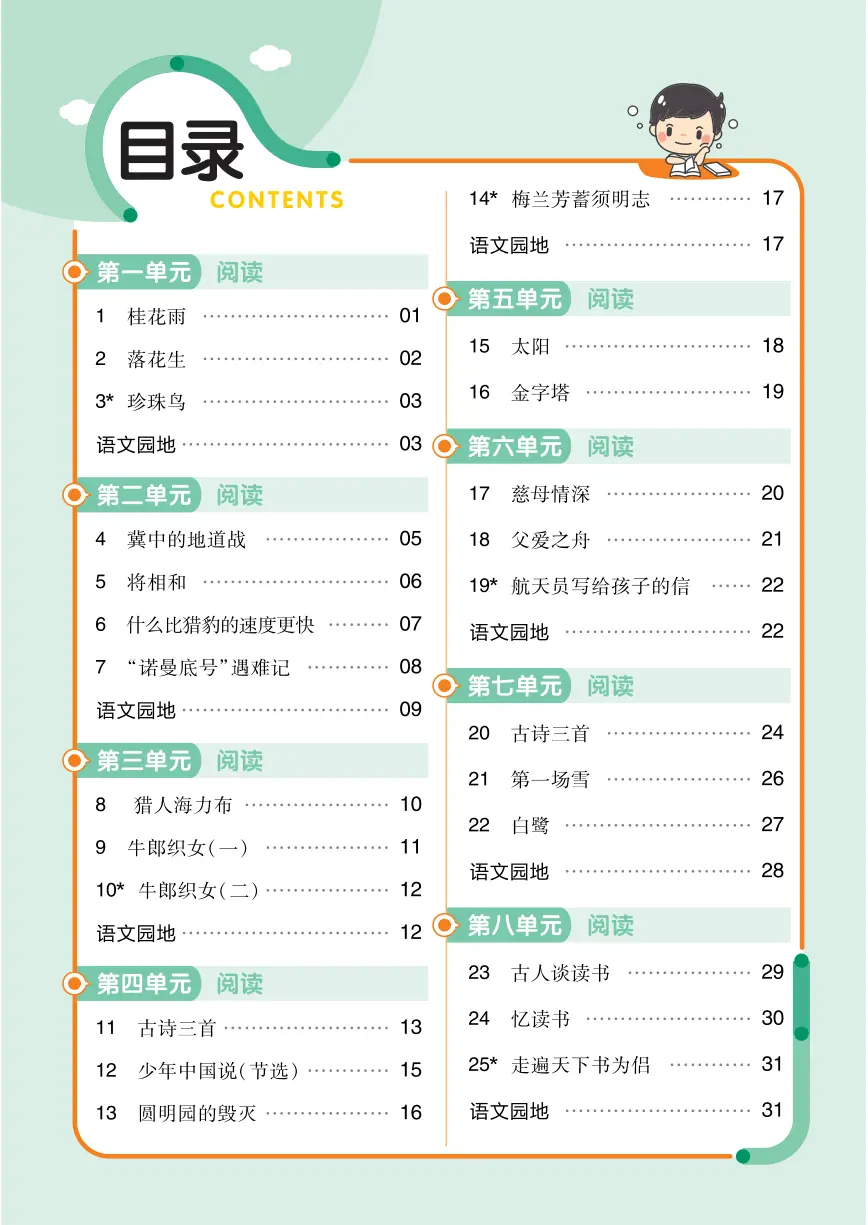 目录
CONTENTS
第一单元 阅读
1 桂花雨 ………………………… 01
2 落花生 ………………………… 02
3* 珍珠鸟 ………………………… 03
语文园地 ………………………… 03
第二单元 阅读
4 冀中的地道战 ………………… 05
5 将相和 ………………………… 06
6 什么比猎豹的速度更快 ……… 07
7 “诺曼底号”遇难记 ………… 08
语文园地 ………………………… 09
第三单元 阅读
8 猎人海力布 ………………… 10
9 牛郎织女(一) ……………… 11
10* 牛郎织女(二) ……………… 12
语文园地 ………………………… 12
第四单元 阅读
11 古诗三首 …………………… 13
12 少年中国说(节选) ………… 15
13 圆明园的毁灭 ……………… 16
14* 梅兰芳蓄须明志 ………… 17
语文园地 ………………………… 17
第五单元 阅读
15 太阳 ………………………… 18
16 金字塔 ……………………… 19
第六单元 阅读
17 慈母情深 ………………… 20
18 父爱之舟 ………………… 21
19* 航天员写给孩子的信 …… 22
语文园地 ………………………… 22
第七单元 阅读
20 古诗三首 ………………… 24
21 第一场雪 ………………… 26
22 白鹭 ………………………… 27
语文园地 ………………………… 28
第八单元 阅读
23 古人谈读书 ……………… 29
24 忆读书 ……………………… 30
25* 走遍天下书为侣 ………… 31
语文园地 ………………………… 31